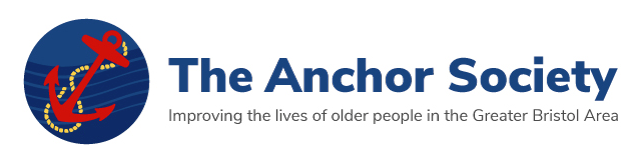 The Anchor Society
Improving the lives of older people in the Greater Bristol Area